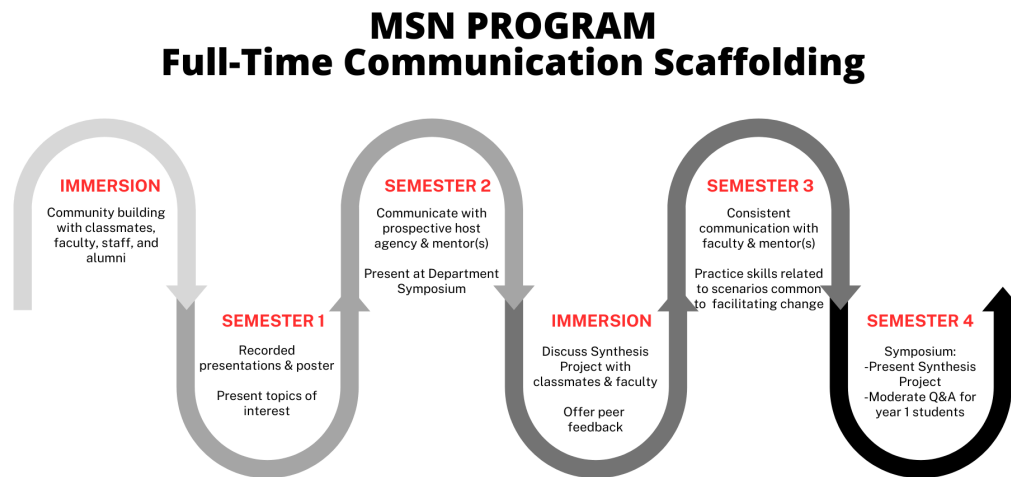 MSN PROGRAM
Full-Time Communication Scaffolding
IMMERSION
Community building
with classmates,
faculty, staff, and
alumni
SEMESTER 1
Recorded
presentations & poster
Present topics of
interest
SEMESTER 2
Communicate with
prospective host
agency & mentor(s)
Present at Department
Symposium
IMMERSION
Discuss Synthesis
Project with
classmates & faculty
Offer peer
feedback
SEMESTER 3
Consistent
communication with
faculty & mentor(s)
Practice skills related
to scenarios common
to facilitating change
SEMESTER 4
Symposium:
-Present Synthesis
Project
-Moderate Q&A for
year 1 students